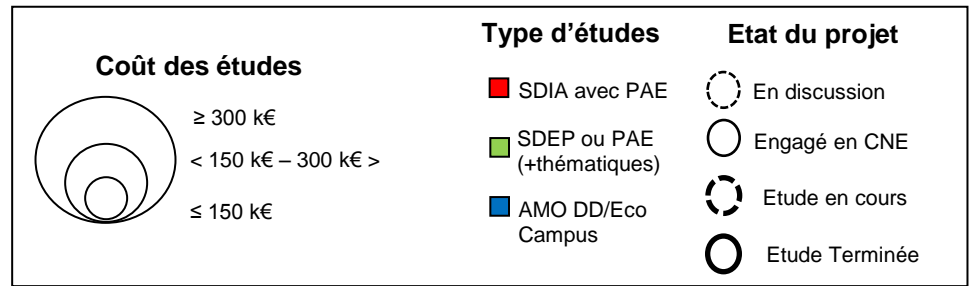 Coût des études
≥ 300 k€
< 150 k€ – 300 k€ >
≤ 150 k€
Type d’études
SDIA avec PAE
SDEP ou PAE
(+thématiques)
AMO DD/Eco
Campus
Etat du projet
En discussion
Engagé en CNE
Etude en cours
Etude Terminée